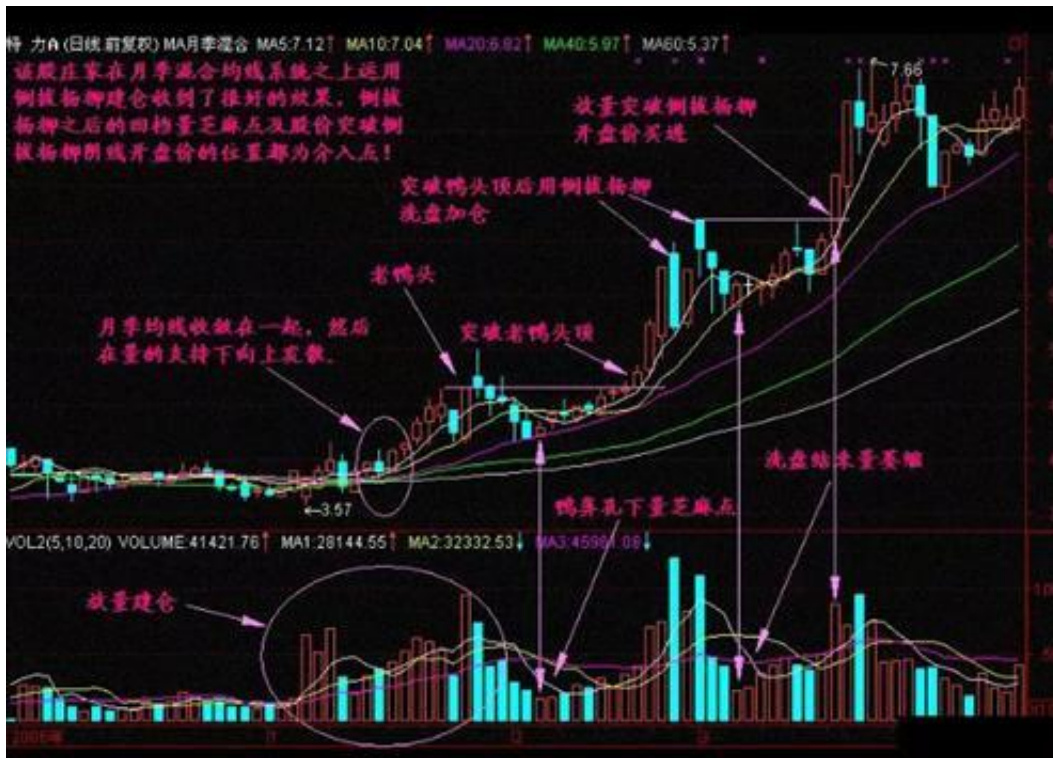 特 力A (日线 前复权) MA月季混合 MA5:7.12↑ MA10:7.04↑ MA20:6.82↑ MA40:5.97↑ MA60:5.37↑
该股庄家在月季混合均线系统之上运用
倒拔杨柳建仓收到了很好的效果，倒拔
杨柳之后的回档量芝麻点及股价突破倒
拔杨柳阴线开盘价的位置都为介入点！
7.66
放量突破倒拔杨柳
开盘价买进
突破鸭头顶后用倒拔杨柳
洗盘加仓
老鸭头
突破老鸭头顶
月季均线收敛在一起，然后
在量的支持下向上发散.
洗盘结束量萎缩
鸭鼻孔下量芝麻点
←3.57
VOL2(5,10,20) VOLUME:41421.76↑ MA1:28144.55↑ MA2:32332.53↓ MA3:45981.08↓
放量建仓